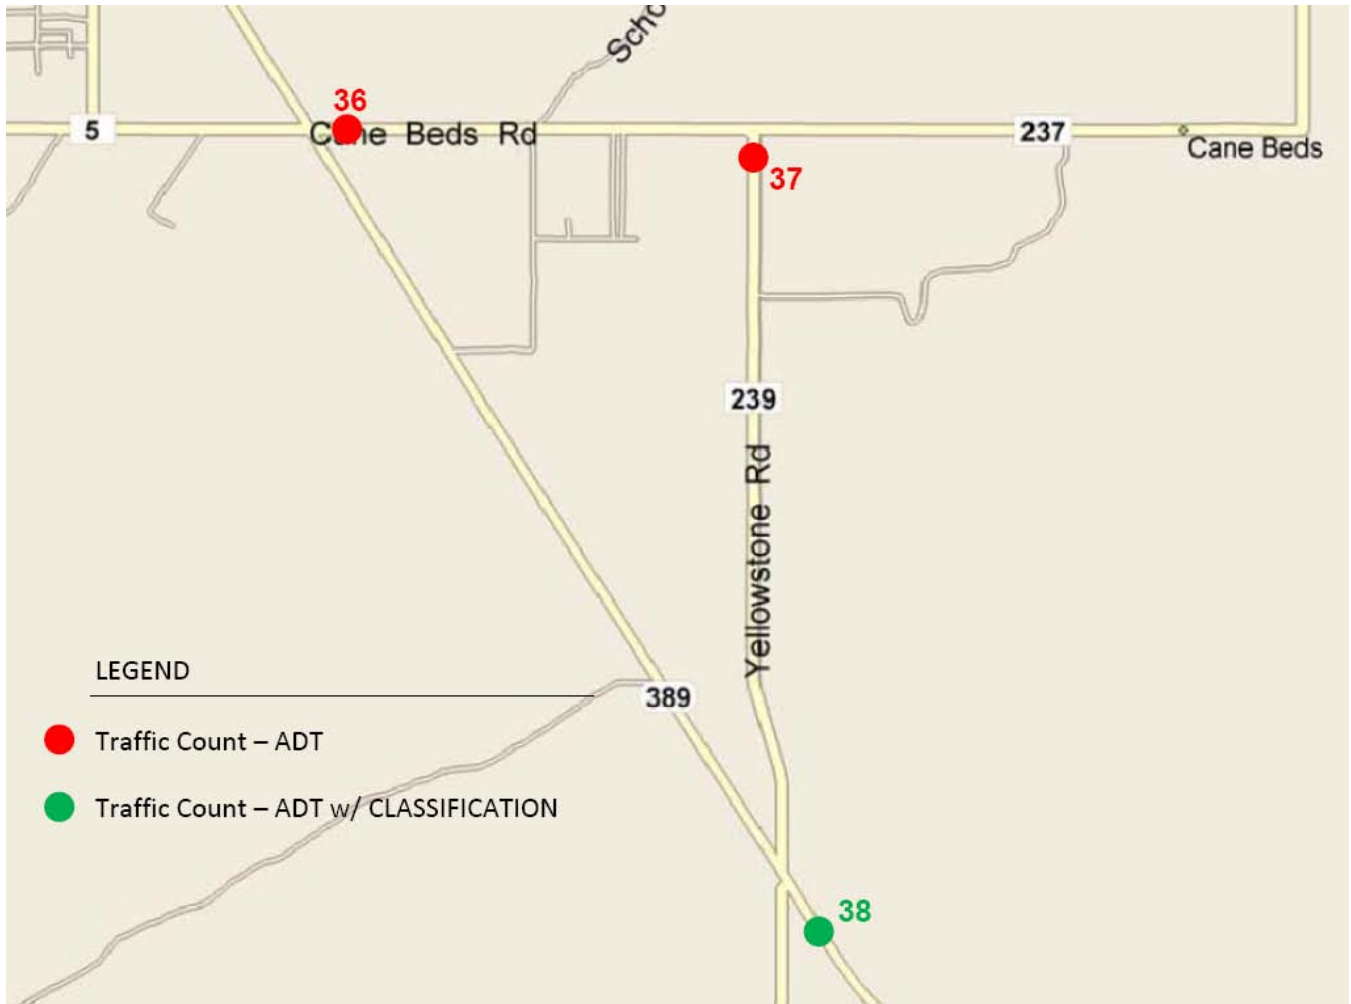 Scho
36
5
Cane Beds Rd
237
Cane Beds
37
239
Yellowstone Rd
LEGEND
389
Traffic Count – ADT
Traffic Count – ADT w/ CLASSIFICATION
38